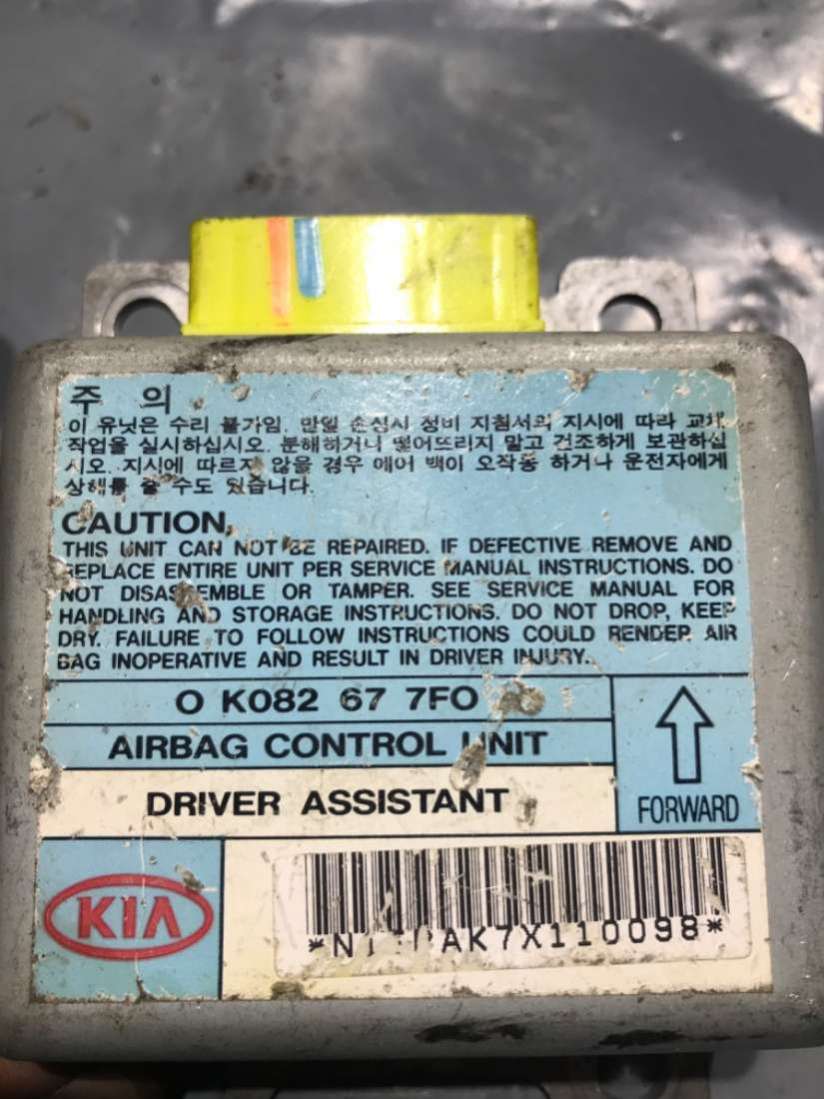 주 의
이 유닛은 수리 불가임. 만일 손상시 정비 지침서의 지시에 따라 교체
작업을 실시하십시오. 분해하거나 떨어뜨리지 말고 건조하게 보관하십
시오. 지시에 따르지 않을 경우 에어 백이 오작동 하거나 운전자에게
상해를 줄 수도 있습니다.
CAUTION.
THIS UNIT CAN NOT BE REPAIRED. IF DEFECTIVE REMOVE AND
REPLACE ENTIRE UNIT PER SERVICE MANUAL INSTRUCTIONS. DO
NOT DISASSEMBLE OR TAMPER. SEE SERVICE MANUAL FOR
HANDLING AND STORAGE INSTRUCTIONS. DO NOT DROP, KEEP
DRY. FAILURE TO FOLLOW INSTRUCTIONS COULD RENDER AIR
BAG INOPERATIVE AND RESULT IN DRIVER INJURY.
O K082 67 7F0
AIRBAG CONTROL UNIT
DRIVER ASSISTANT
FORWARD
KIA